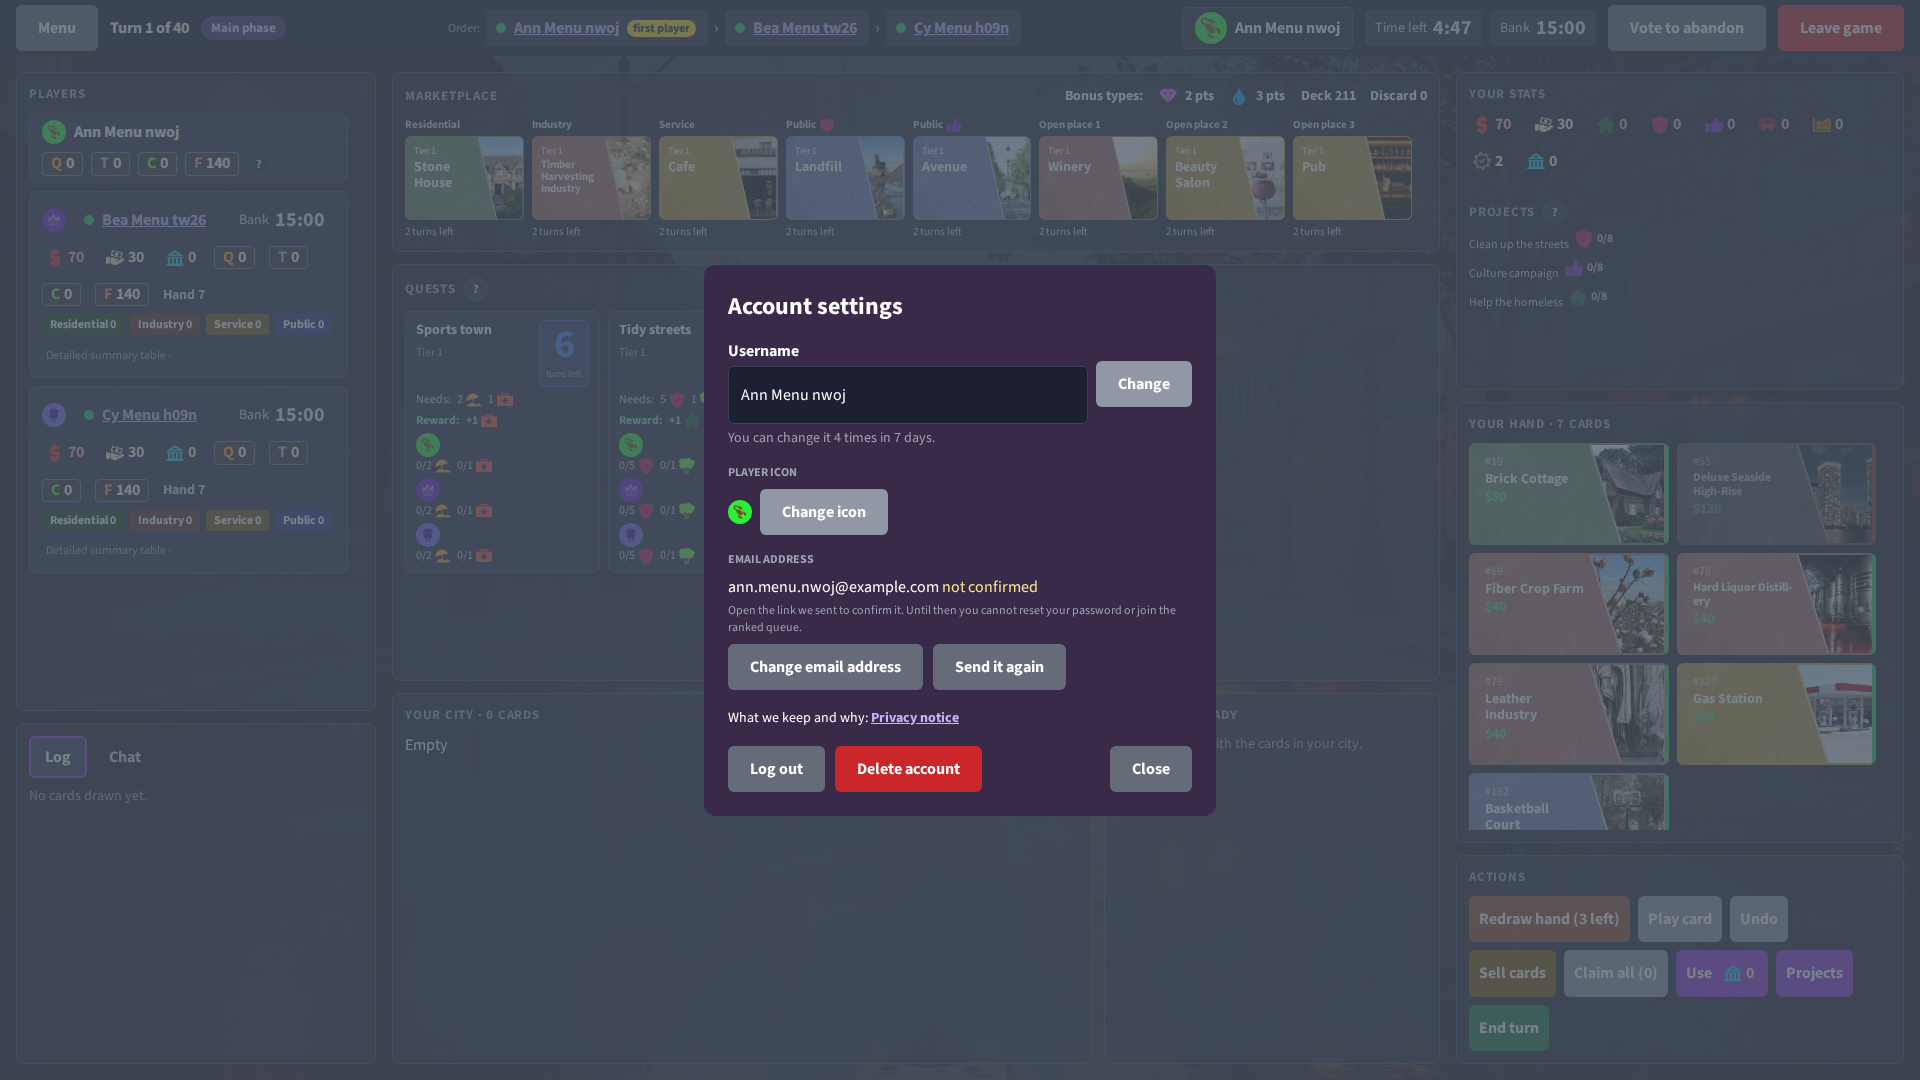 Menu
Turn 1 of 40
Main phase
Order:
Ann Menu nwoj first player
Bea Menu tw26
Cy Menu h09n
Ann Menu nwoj
Time left 4:47
Bank 15:00
Vote to abandon
Leave game
PLAYERS
Ann Menu nwoj
Q 0 T 0 C 0 F 140 ?
Bea Menu tw26 Bank 15:00
70 30 0 Q 0 T 0
C 0 F 140 Hand 7
Residential 0 Industry 0 Service 0 Public 0
Detailed summary table ›
Cy Menu h09n Bank 15:00
70 30 0 Q 0 T 0
C 0 F 140 Hand 7
Residential 0 Industry 0 Service 0 Public 0
Detailed summary table ›
Log
Chat
No cards drawn yet.
MARKETPLACE
Bonus types: 2 pts 3 pts Deck 211 Discard 0
Residential
Tier 1
Stone
House
2 turns left
Industry
Tier 1
Timber
Harvesting
Industry
2 turns left
Service
Tier 1
Cafe
2 turns left
Public
Tier 1
Landfill
2 turns left
Public
Tier 1
Avenue
2 turns left
Open place 1
Tier 1
Winery
2 turns left
Open place 2
Tier 1
Beauty
Salon
2 turns left
Open place 3
Tier 1
Pub
2 turns left
QUESTS ?
Sports town
Tier 1
6
turns left
Needs: 2 1
Reward: +1
0/2 0/1
0/2 0/1
0/2 0/1
Tidy streets
Tier 1
Needs: 5 1
Reward: +1
0/5 0/1
0/5 0/1
0/5 0/1
YOUR CITY · 0 CARDS
Empty
ADY
ith the cards in your city.
Account settings
Username
Ann Menu nwoj
Change
You can change it 4 times in 7 days.
PLAYER ICON
Change icon
EMAIL ADDRESS
ann.menu.nwoj@example.com not confirmed
Open the link we sent to confirm it. Until then you cannot reset your password or join the
ranked queue.
Change email address
Send it again
What we keep and why: Privacy notice
Log out
Delete account
Close
YOUR STATS
70 30 0 0 0 0 0
2 0
PROJECTS ?
Clean up the streets 0/8
Culture campaign 0/8
Help the homeless 0/8
YOUR HAND · 7 CARDS
#19
Brick Cottage
$50
#55
Deluxe Seaside
High-Rise
$130
#69
Fiber Crop Farm
$40
#78
Hard Liquor Distill-
ery
$40
#79
Leather
Industry
$40
#127
Gas Station
#192
Basketball
Court
ACTIONS
Redraw hand (3 left)
Play card
Undo
Sell cards
Claim all (0)
Use 0
Projects
End turn